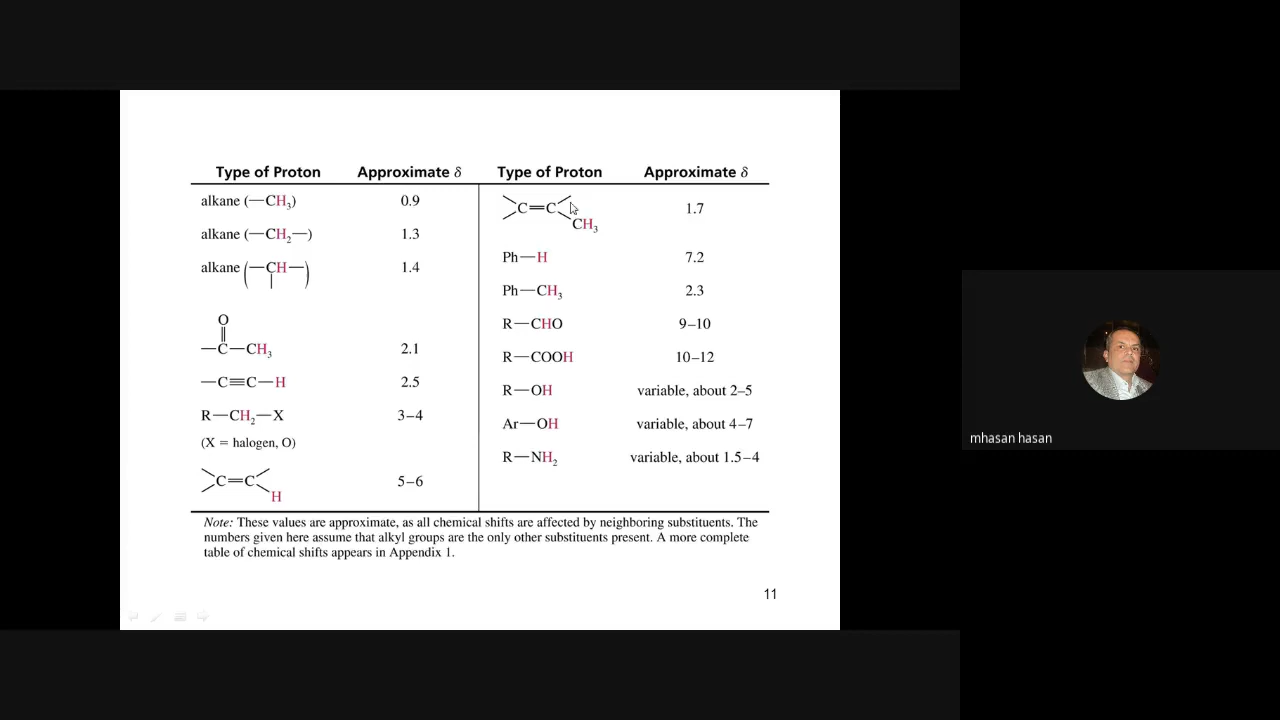 Type of Proton Approximate δ
alkane (—CH₃) 0.9
alkane (—CH₂—) 1.3
alkane (—CH—) 1.4
O
—C—CH₃ 2.1
—C≡C—H 2.5
R—CH₂—X 3–4
(X = halogen, O)
C=C 5–6
H
Type of Proton Approximate δ
C=C 1.7
CH₃
Ph—H 7.2
Ph—CH₃ 2.3
R—CHO 9–10
R—COOH 10–12
R—OH variable, about 2–5
Ar—OH variable, about 4–7
R—NH₂ variable, about 1.5–4
Note: These values are approximate, as all chemical shifts are affected by neighboring substituents. The
numbers given here assume that alkyl groups are the only other substituents present. A more complete
table of chemical shifts appears in Appendix 1.
11
mhasan hasan